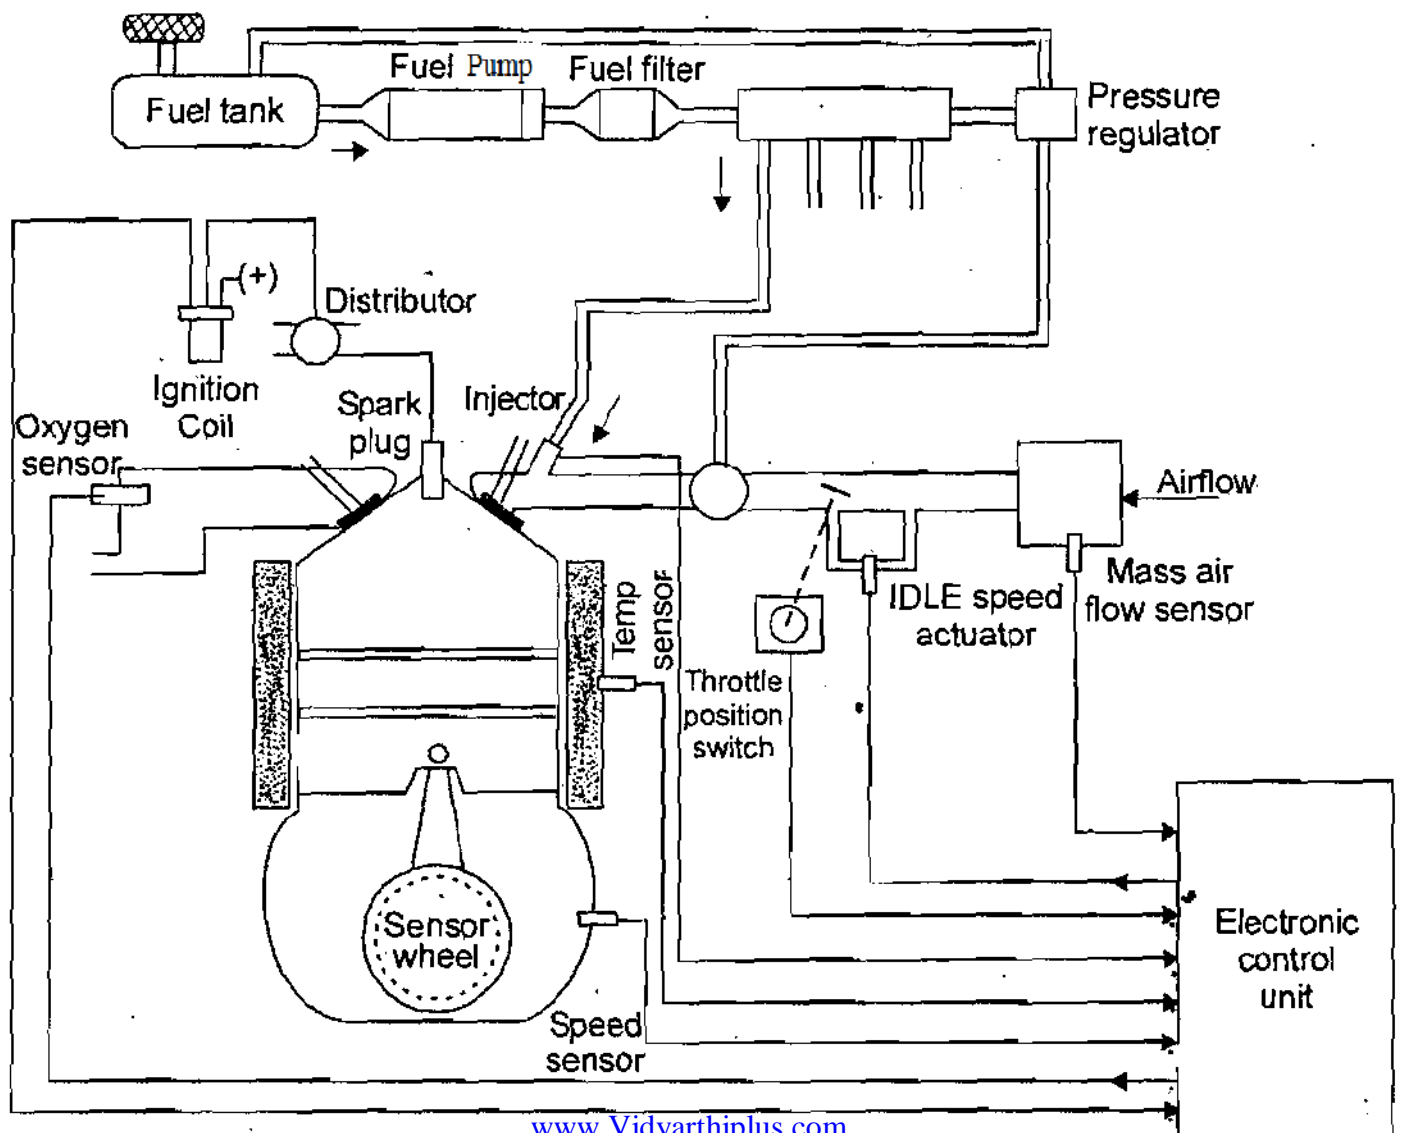 Fuel Pump
Fuel filter
Fuel tank
Pressure
regulator
(+)
Distributor
Ignition
Coil
Spark
plug
Injector
Oxygen
sensor
Airflow
Mass air
flow sensor
IDLE speed
actuator
Temp
sensor
Throttle
position
switch
Sensor
wheel
Electronic
control
unit
Speed
sensor
www.Vidyarthiplus.com